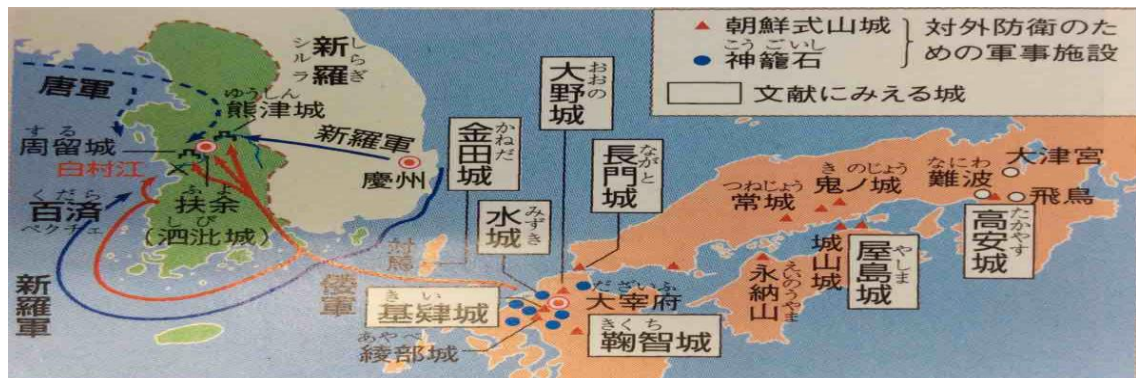 朝鮮式山城
こうごいし
神籠石
対外防衛のた
めの軍事施設
文献にみえる城
唐軍
しらぎ
新羅
シルラ
ゆうしん
熊津城
する
周留城
白村江
くだら
百済
ペクチェ
ふよ
扶余
しび
(泗沘城)
新羅軍
慶州
新羅軍
倭軍
対馬
かねだ
金田城
みずき
水城
おおの
大野城
ながと
長門城
きい
基肄城
あやべ
綾部城
だざいふ
大宰府
きくち
鞠智城
つねじょう
常城
きのじょう
鬼ノ城
えいのうやま
永納山
城山城
やしま
屋島城
なにわ
難波
大津宮
飛鳥
たかやす
高安城